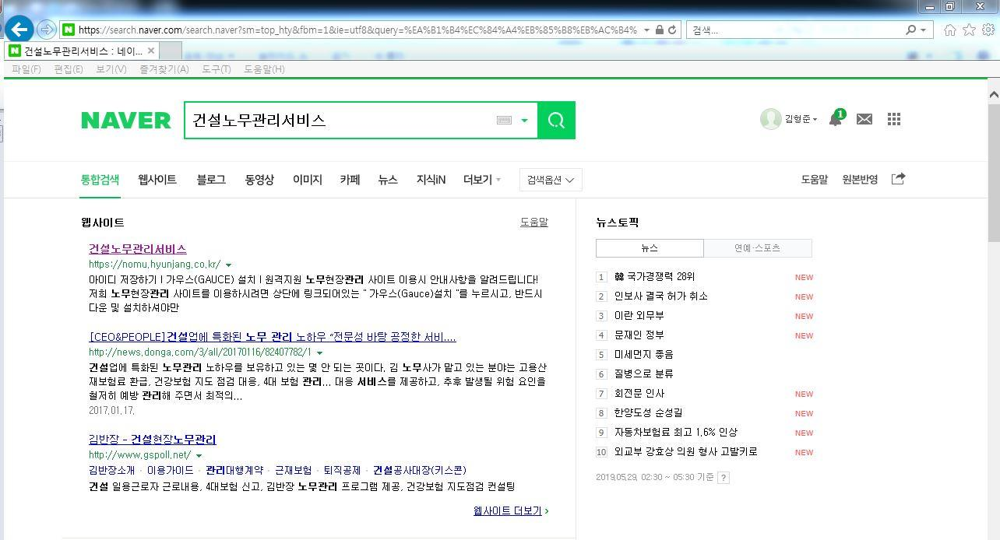 https://search.naver.com/search.naver?sm=top_hty&fbm=1&ie=utf8&query=%EA%B1%B4%EC%84%A4%EB%85%B8%EB%AC%B4%
검색...
건설노무관리서비스 : 네이...
파일(F) 편집(E) 보기(V) 즐겨찾기(A) 도구(T) 도움말(H)
NAVER
건설노무관리서비스
김형준
1
통합검색 웹사이트 블로그 동영상 이미지 카페 뉴스 지식iN 더보기 검색옵션
도움말 원본반영
웹사이트 도움말
건설노무관리서비스
https://nomu.hyunjang.co.kr/
아이디 저장하기 l 가우스(GAUCE) 설치 l 원격지원 노무현장관리 사이트 이용시 안내사항을 알려드립니다!
저희 노무현장관리 사이트를 이용하시려면 상단에 링크되어있는 " 가우스(Gauce)설치 "를 누르시고, 반드시
다운 및 설치하셔야만
[CEO&PEOPLE]건설업에 특화된 노무 관리 노하우 “전문성 바탕 공정한 서비....
http://news.donga.com/3/all/20170116/82407782/1
건설업에 특화된 노무관리 노하우를 보유하고 있는 몇 안 되는 곳이다. 김 노무사가 맡고 있는 분야는 고용산
재보험료 환급, 건강보험 지도 점검 대응, 4대 보험 관리... 대응 서비스를 제공하고, 추후 발생될 위험 요인을
철저히 예방 관리해 주면서 최적의...
2017.01.17.
김반장 - 건설현장노무관리
http://www.gspoll.net/
김반장소개 · 이용가이드 · 관리대행계약 · 근재보험 · 퇴직공제 · 건설공사대장(키스콘)
건설 일용근로자 근로내용, 4대보험 신고, 김반장 노무관리 프로그램 제공, 건강보험 지도점검 컨설팅
웹사이트 더보기
뉴스토픽
뉴스 연예·스포츠
1 韓 국가경쟁력 28위 NEW
2 인보사 결국 허가 취소 NEW
3 이란 외무부 NEW
4 문재인 정부 NEW
5 미세먼지 좋음
6 질병으로 분류
7 회전문 인사 NEW
8 한양도성 순성길 NEW
9 자동차보험료 최고 1.6% 인상 NEW
10 외교부 강효상 의원 형사 고발키로 NEW
2019.05.29. 02:30 ~ 05:30 기준 ?